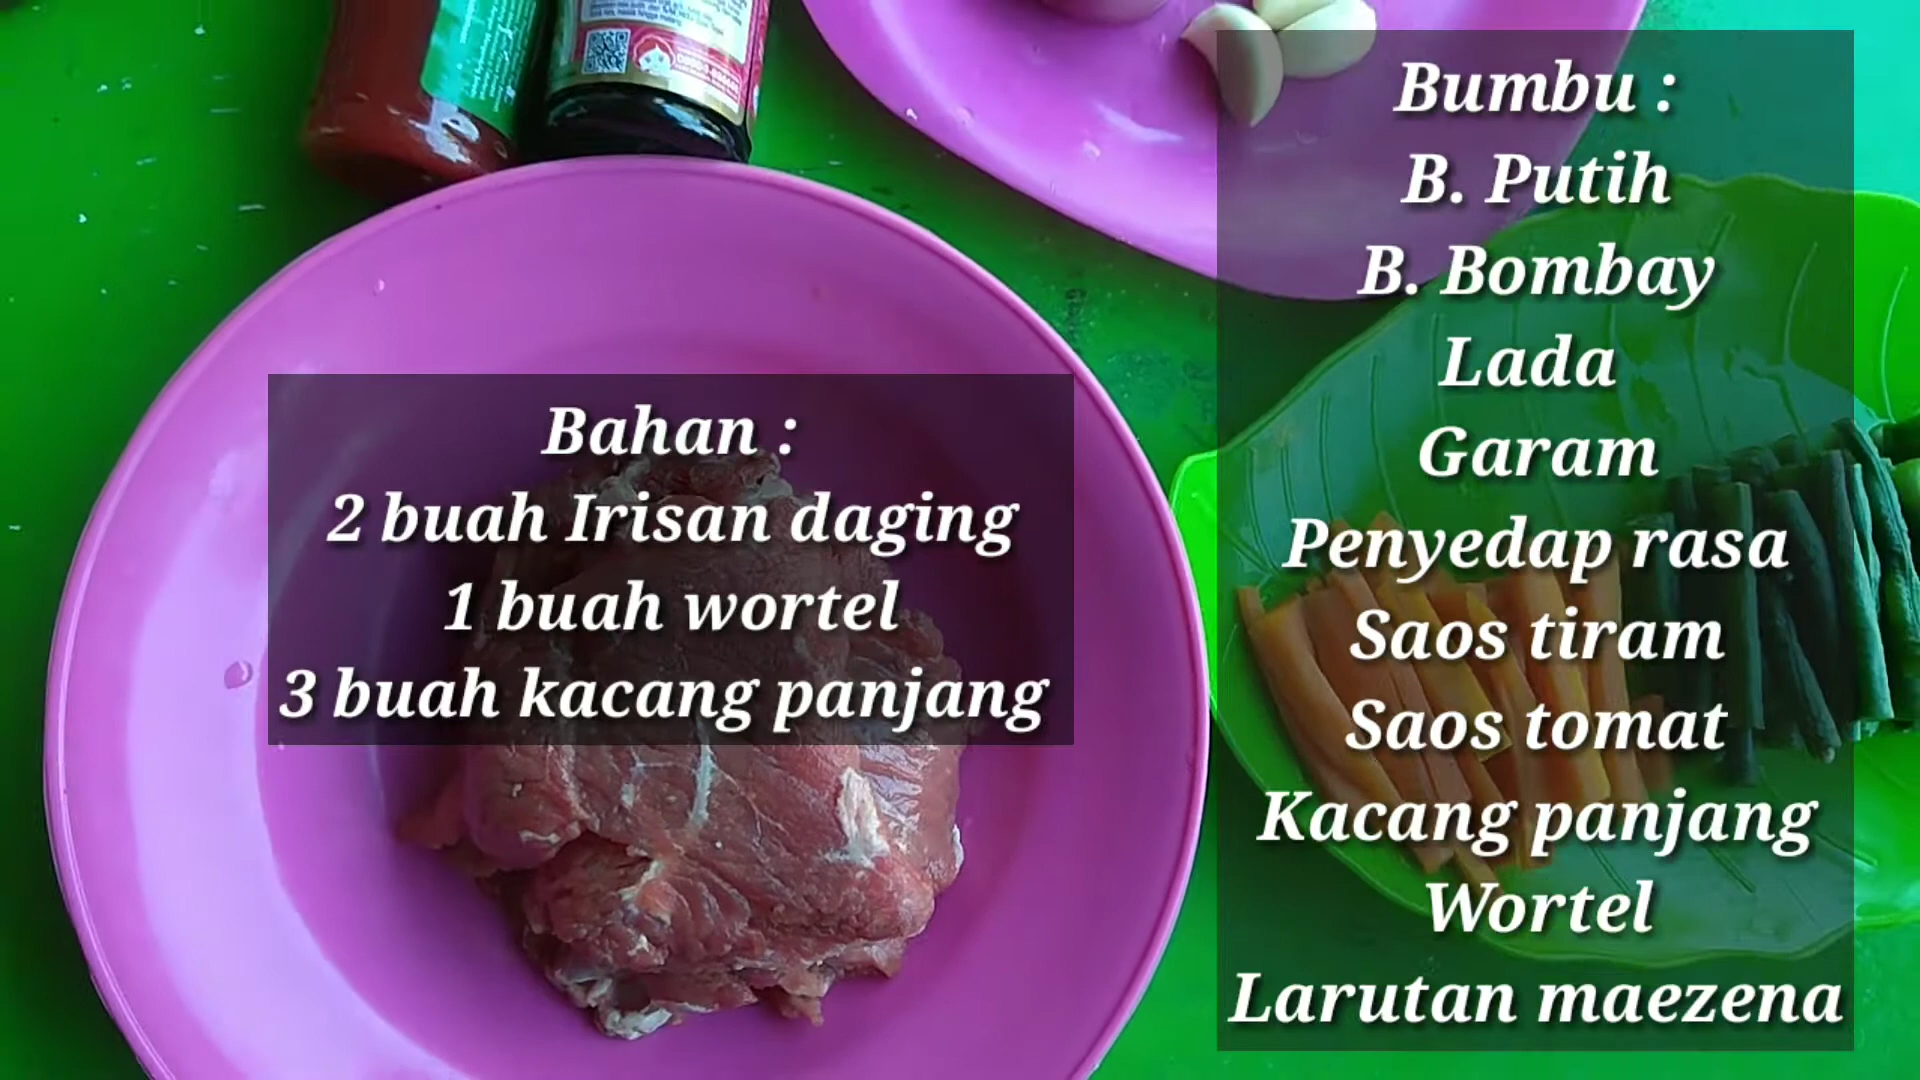 Bahan :
2 buah Irisan daging
1 buah wortel
3 buah kacang panjang
Bumbu :
B. Putih
B. Bombay
Lada
Garam
Penyedap rasa
Saos tiram
Saos tomat
Kacang panjang
Wortel
Larutan maezena